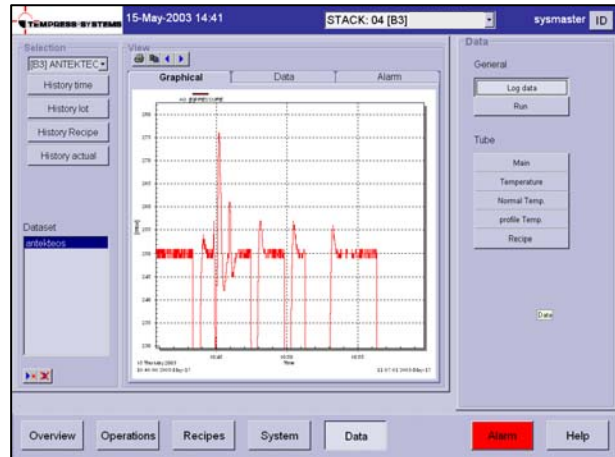 TEMPRESS-SYSTEMS
15-May-2003 14:41
STACK: 04 [B3]
sysmaster
ID
Selection
[B3] ANTEKTEC
History time
History lot
History Recipe
History actual
Dataset
antekteos
View
Graphical
Data
Alarm
Time
Data
General
Log data
Run
Tube
Main
Temperature
Normal Temp.
profile Temp.
Recipe
Data
Overview
Operations
Recipes
System
Data
Alarm
Help